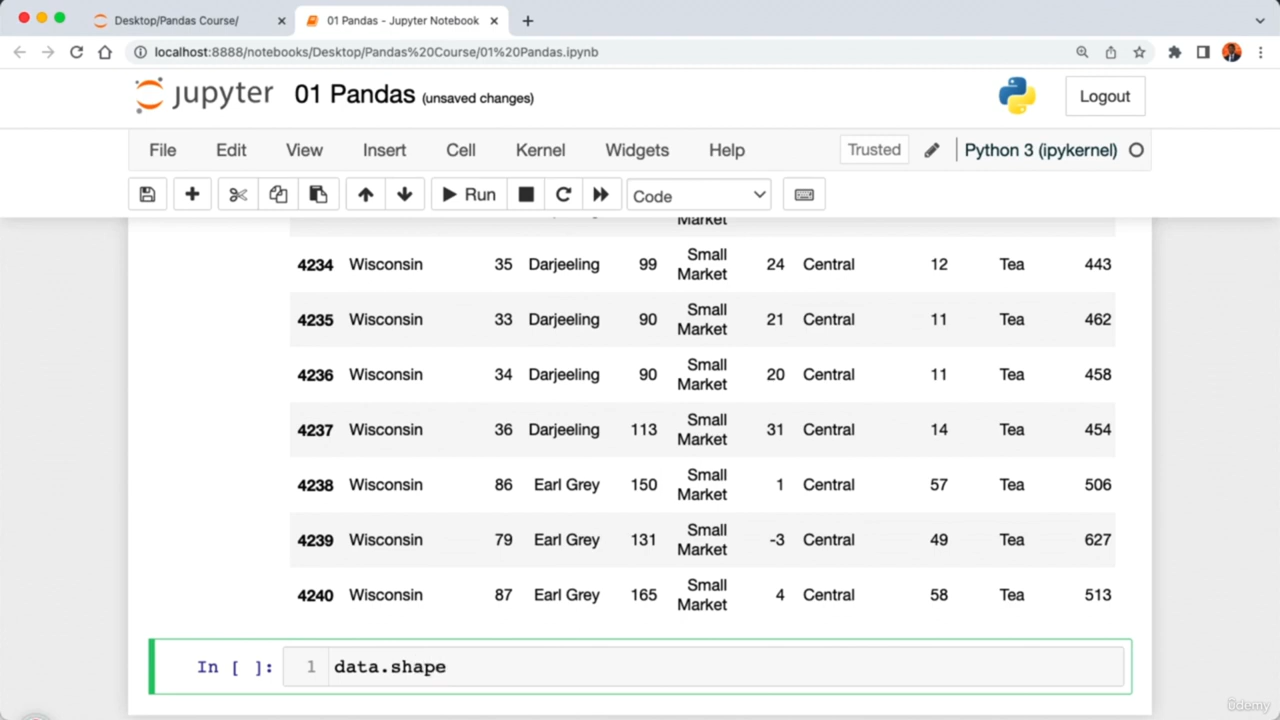 Desktop/Pandas Course/
01 Pandas - Jupyter Notebook
localhost:8888/notebooks/Desktop/Pandas%20Course/01%20Pandas.ipynb
jupyter 01 Pandas (unsaved changes)
Logout
File Edit View Insert Cell Kernel Widgets Help Trusted Python 3 (ipykernel)
Run Code
Market
4234 Wisconsin 35 Darjeeling 99 Small Market 24 Central 12 Tea 443
4235 Wisconsin 33 Darjeeling 90 Small Market 21 Central 11 Tea 462
4236 Wisconsin 34 Darjeeling 90 Small Market 20 Central 11 Tea 458
4237 Wisconsin 36 Darjeeling 113 Small Market 31 Central 14 Tea 454
4238 Wisconsin 86 Earl Grey 150 Small Market 1 Central 57 Tea 506
4239 Wisconsin 79 Earl Grey 131 Small Market -3 Central 49 Tea 627
4240 Wisconsin 87 Earl Grey 165 Small Market 4 Central 58 Tea 513
In [ ]: 1 data.shape
ûdemy